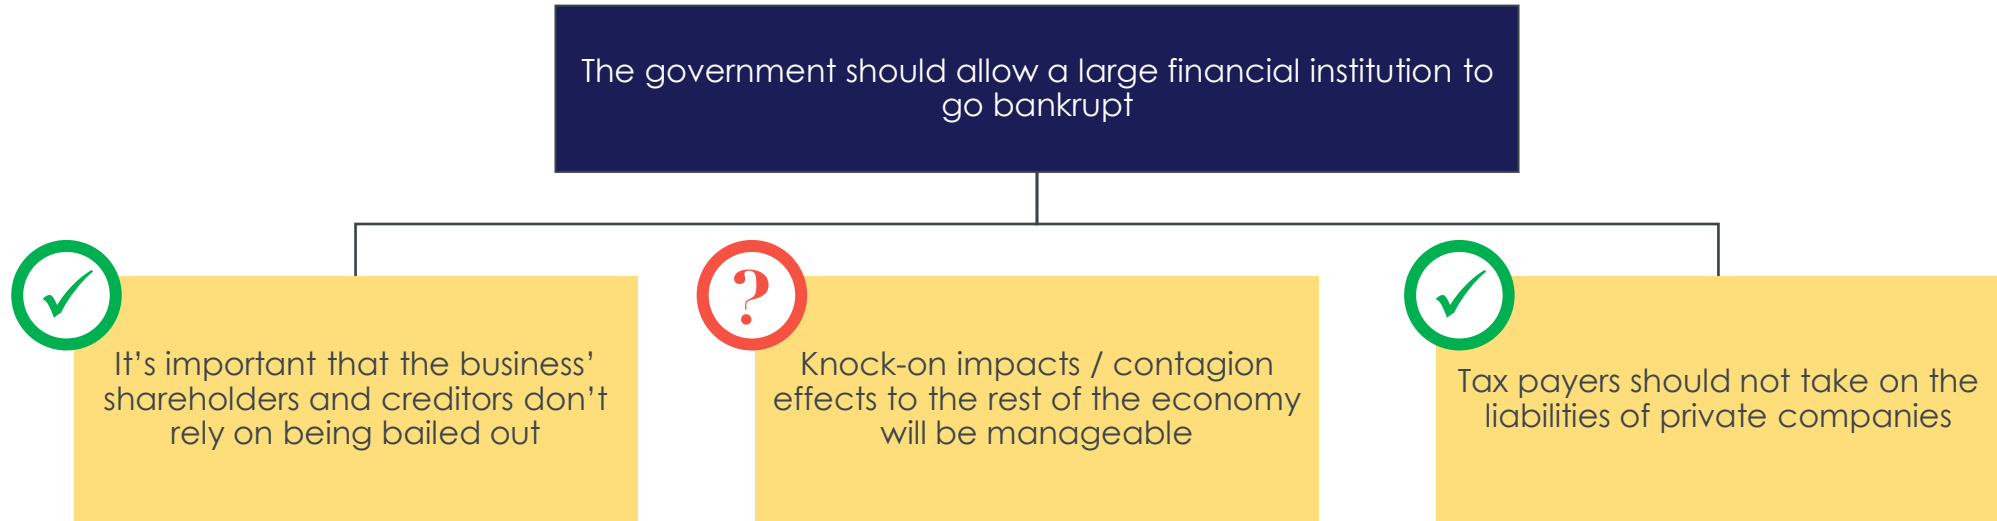 The government should allow a large financial institution to
go bankrupt
It’s important that the business’
shareholders and creditors don’t
rely on being bailed out
?
Knock-on impacts / contagion
effects to the rest of the economy
will be manageable
Tax payers should not take on the
liabilities of private companies